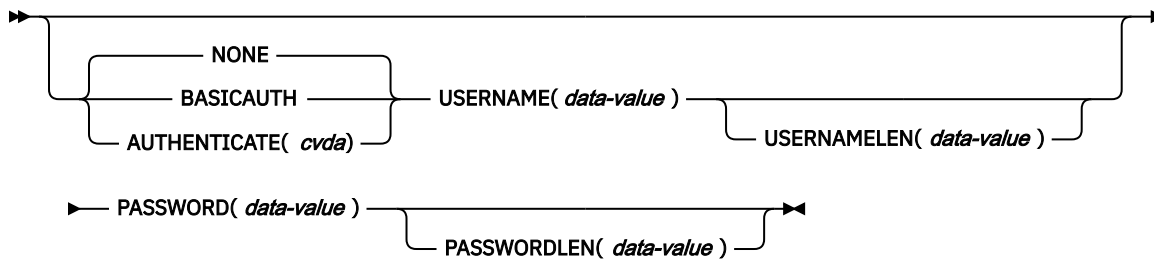 NONE
BASICAUTH
AUTHENTICATE( cvda)
USERNAME( data-value )
USERNAMELEN( data-value )
PASSWORD( data-value )
PASSWORDLEN( data-value )